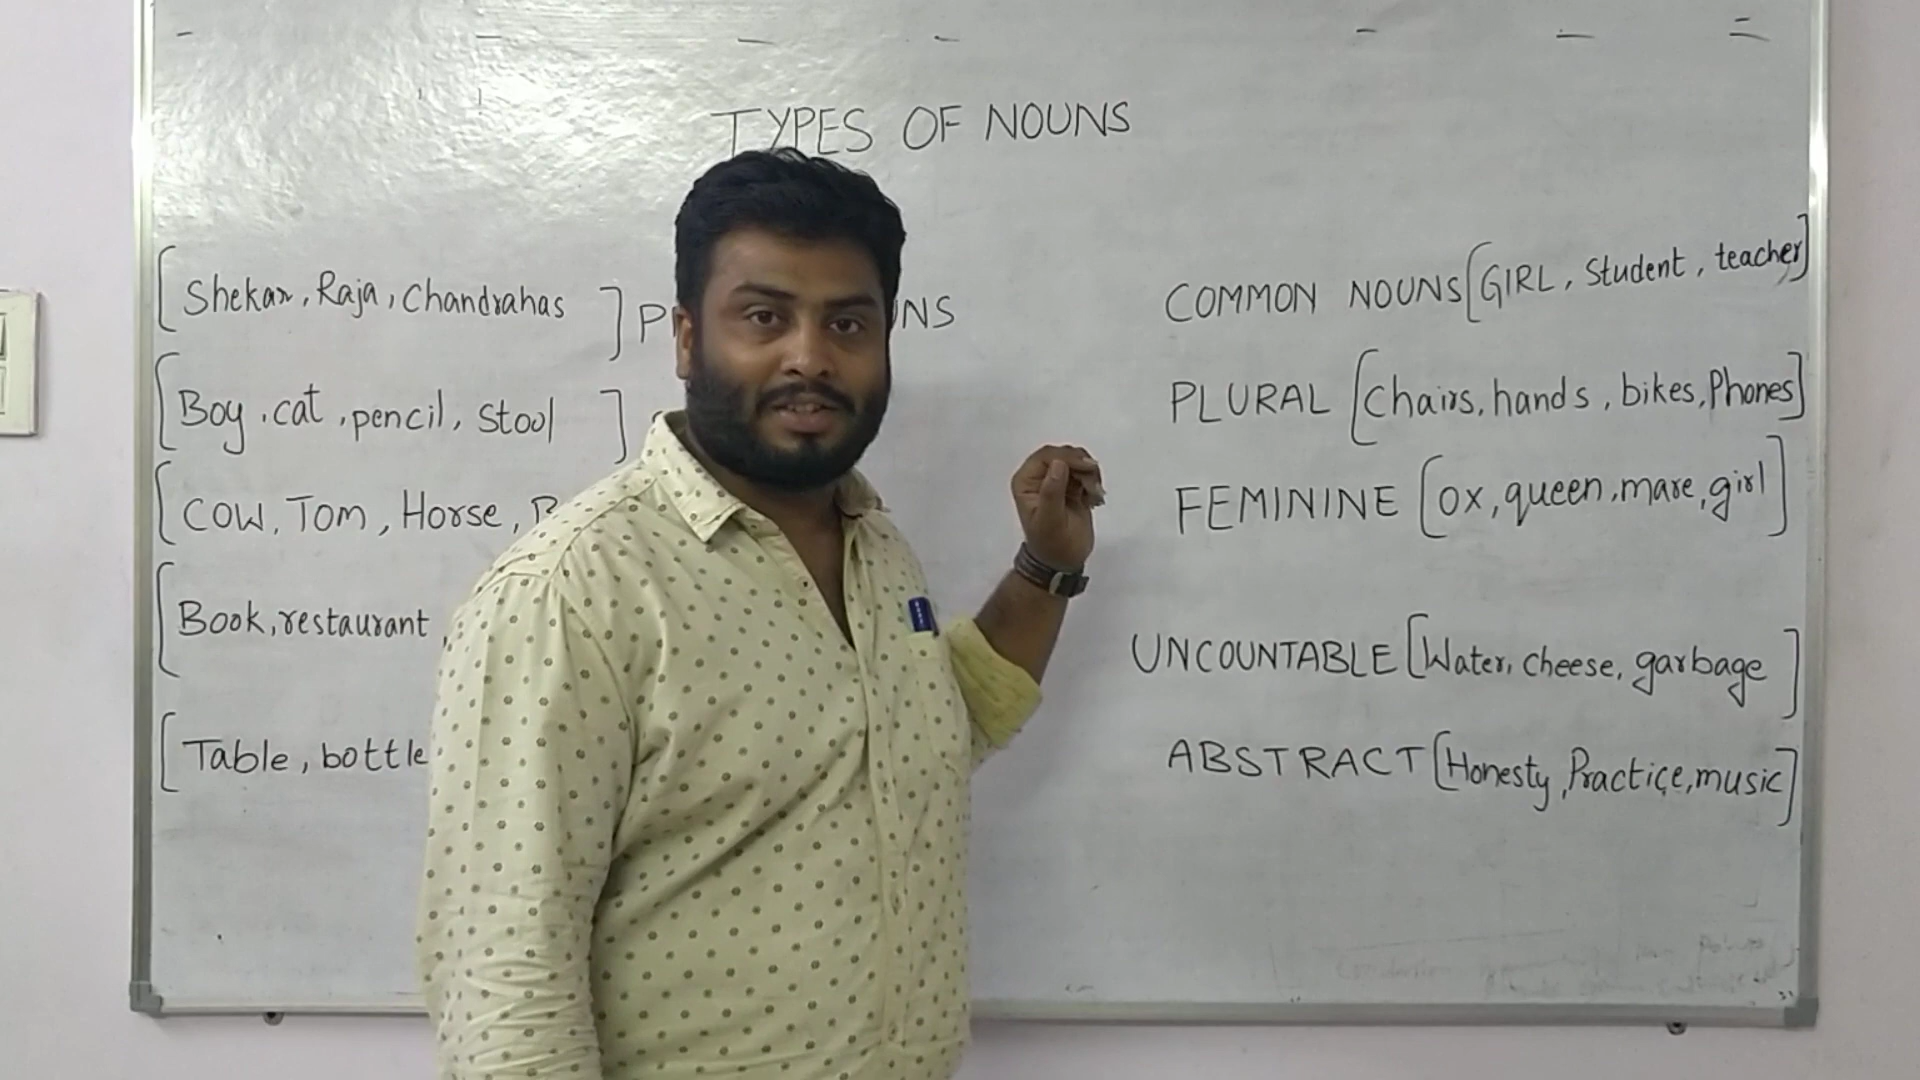 TYPES OF NOUNS
[Shekar, Raja, Chandrahas] NS
[Boy, cat, pencil, Stool]
[COW, Tom, Horse,
[Book, restaurant,
[Table, bottle
COMMON NOUNS [GIRL, Student, teacher]
PLURAL [Chairs, hands, bikes, Phones]
FEMININE [ox, queen, mare, girl]
UNCOUNTABLE [Water, cheese, garbage]
ABSTRACT [Honesty, Practice, music]